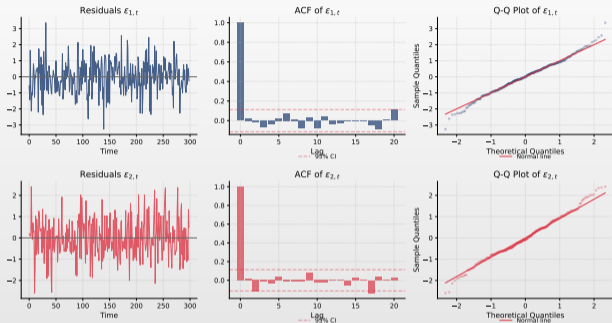 Residuals ε₁,ₜ
ACF of ε₁,ₜ
Q-Q Plot of ε₁,ₜ
3
2
1
0
−1
−2
−3
0 50 100 150 200 250 300
Time
1.0
0.8
0.6
0.4
0.2
0.0
0 5 10 15 20
Lag
95% CI
Sample Quantiles
3
2
1
0
−1
−2
−3
−2 −1 0 1 2
Theoretical Quantiles
Normal line
Residuals ε₂,ₜ
ACF of ε₂,ₜ
Q-Q Plot of ε₂,ₜ
2
1
0
−1
−2
0 50 100 150 200 250 300
Time
1.0
0.8
0.6
0.4
0.2
0.0
0 5 10 15 20
Lag
95% CI
Sample Quantiles
2
1
0
−1
−2
−2 −1 0 1 2
Theoretical Quantiles
Normal line